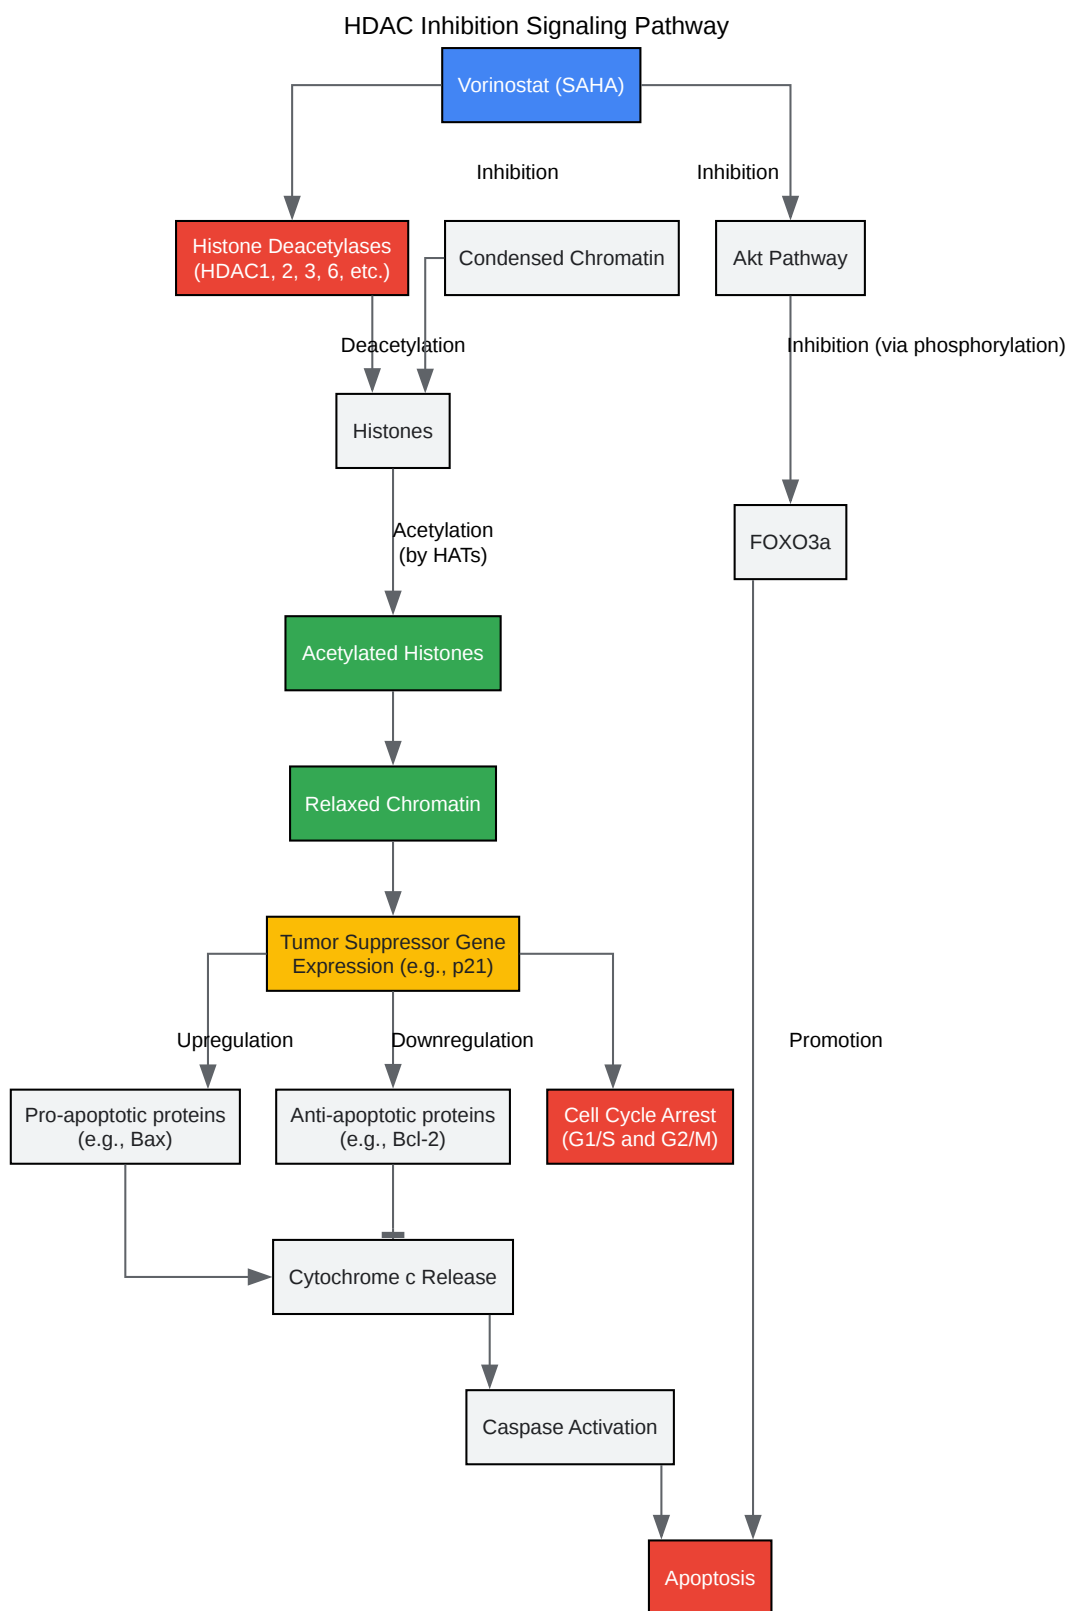 HDAC Inhibition Signaling Pathway
Vorinostat (SAHA)
Inhibition
Inhibition
Histone Deacetylases
(HDAC1, 2, 3, 6, etc.)
Condensed Chromatin
Akt Pathway
Deacetylation
Inhibition (via phosphorylation)
Histones
Acetylation
(by HATs)
FOXO3a
Acetylated Histones
Relaxed Chromatin
Tumor Suppressor Gene
Expression (e.g., p21)
Upregulation
Downregulation
Promotion
Pro-apoptotic proteins
(e.g., Bax)
Anti-apoptotic proteins
(e.g., Bcl-2)
Cell Cycle Arrest
(G1/S and G2/M)
Cytochrome c Release
Caspase Activation
Apoptosis